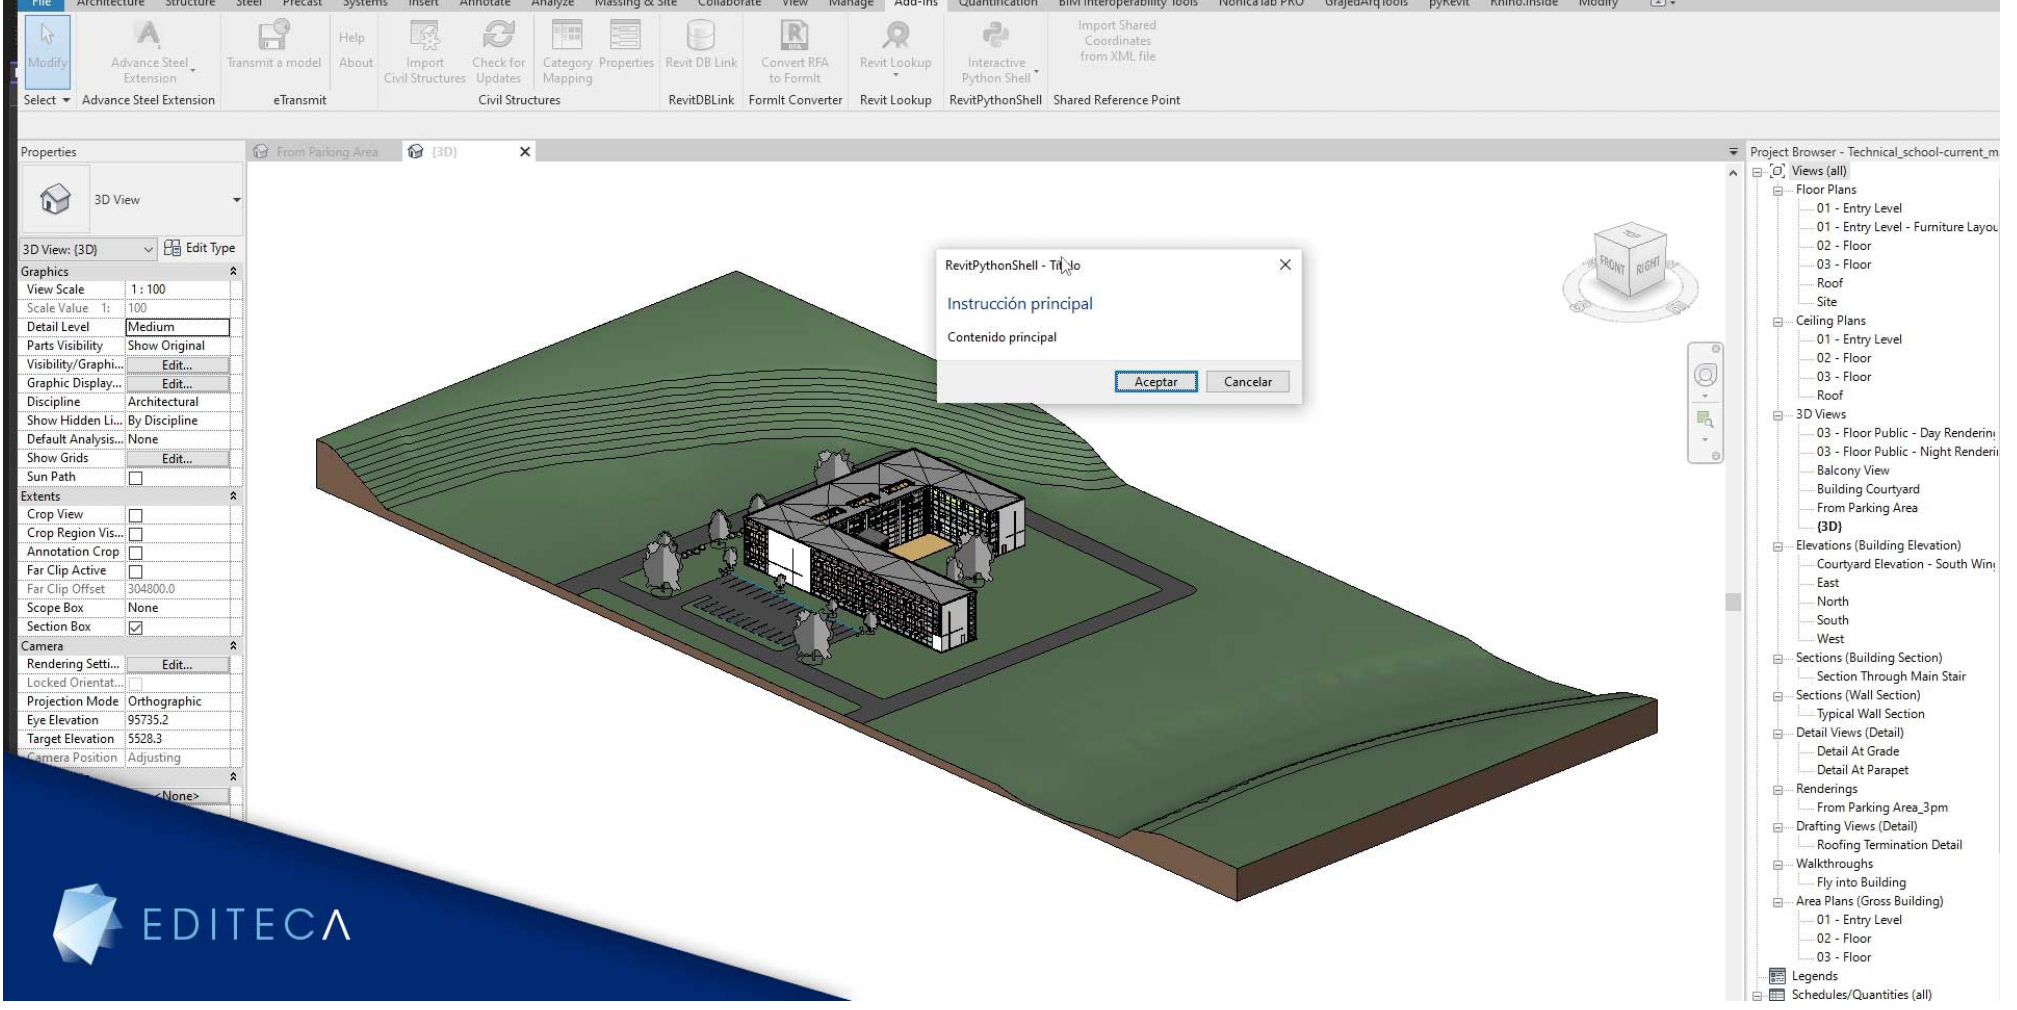 File Architecture Structure Steel Precast Systems Insert Annotate Analyze Massing & Site Collaborate View Manage Add-Ins Quantification BIM Interoperability Tools NonicaTab PRO GrajedArqTools pyRevit Rhino.Inside Modify
Modify
Advance Steel
Extension
Transmit a model
Help
About
Import
Civil Structures
Check for
Updates
Category
Mapping
Properties
Revit DB Link
Convert RFA
to FormIt
Revit Lookup
Interactive
Python Shell
Import Shared
Coordinates
from XML file
Select
Advance Steel Extension
eTransmit
Civil Structures
RevitDBLink
FormIt Converter
Revit Lookup
RevitPythonShell
Shared Reference Point
Properties
3D View
3D View: {3D}
Edit Type
Graphics
View Scale 1 : 100
Scale Value 1: 100
Detail Level Medium
Parts Visibility Show Original
Visibility/Graphi... Edit...
Graphic Display... Edit...
Discipline Architectural
Show Hidden Li... By Discipline
Default Analysis... None
Show Grids Edit...
Sun Path
Extents
Crop View
Crop Region Vis...
Annotation Crop
Far Clip Active
Far Clip Offset 304800.0
Scope Box None
Section Box
Camera
Rendering Setti... Edit...
Locked Orientat...
Projection Mode Orthographic
Eye Elevation 95735.2
Target Elevation 5528.3
Camera Position Adjusting
<None>
EDITECA
From Parking Area
{3D}
RevitPythonShell -
Instrucción principal
Contenido principal
Aceptar
Cancelar
TOP
FRONT
RIGHT
Project Browser - Technical_school-current_m
Views (all)
Floor Plans
01 - Entry Level
01 - Entry Level - Furniture Layou
02 - Floor
03 - Floor
Roof
Site
Ceiling Plans
01 - Entry Level
02 - Floor
03 - Floor
Roof
3D Views
03 - Floor Public - Day Rendering
03 - Floor Public - Night Renderi
Balcony View
Building Courtyard
From Parking Area
{3D}
Elevations (Building Elevation)
Courtyard Elevation - South Wing
East
North
South
West
Sections (Building Section)
Section Through Main Stair
Sections (Wall Section)
Typical Wall Section
Detail Views (Detail)
Detail At Grade
Detail At Parapet
Renderings
From Parking Area_3pm
Drafting Views (Detail)
Roofing Termination Detail
Walkthroughs
Fly into Building
Area Plans (Gross Building)
01 - Entry Level
02 - Floor
03 - Floor
Legends
Schedules/Quantities (all)